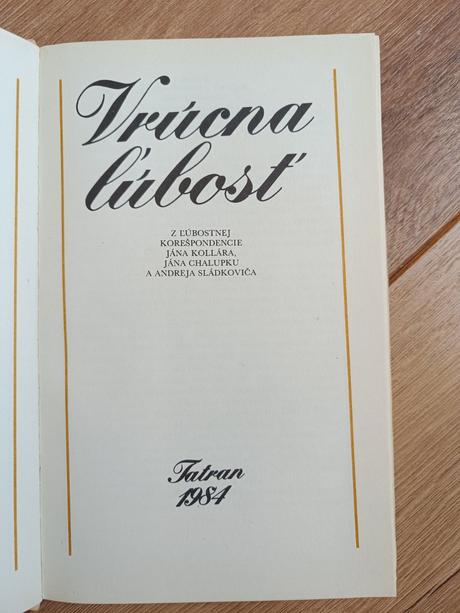 Vrúcna
ľúbosť
Z ĽÚBOSTNEJ
KOREŠPONDENCIE
JÁNA KOLLÁRA,
JÁNA CHALUPKU
A ANDREJA SLÁDKOVIČA
Tatran
1984